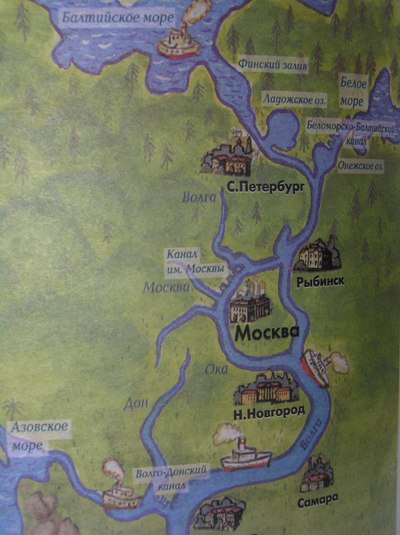 Балтийское море
Финский залив
Ладожское оз.
Белое
море
Беломорско-Балтийский
канал
Онежское оз.
С.Петербург
Волга
Канал
им. Москвы
Рыбинск
Москва
Москва
Ока
Дон
Н.Новгород
Азовское
море
Волго-Донский
канал
Волга
Самара